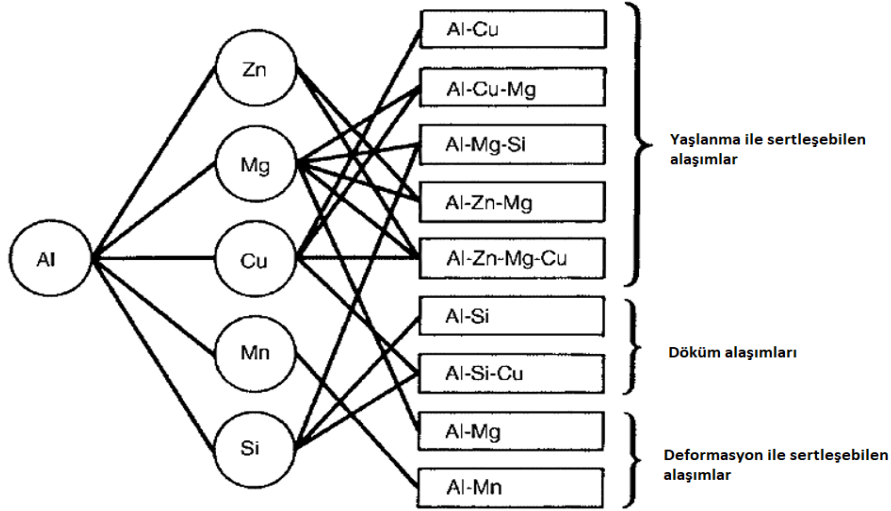 Al
Zn
Mg
Cu
Mn
Si
Al-Cu
Al-Cu-Mg
Al-Mg-Si
Al-Zn-Mg
Al-Zn-Mg-Cu
Al-Si
Al-Si-Cu
Al-Mg
Al-Mn
Yaşlanma ile sertleşebilen
alaşımlar
Döküm alaşımları
Deformasyon ile sertleşebilen
alaşımlar